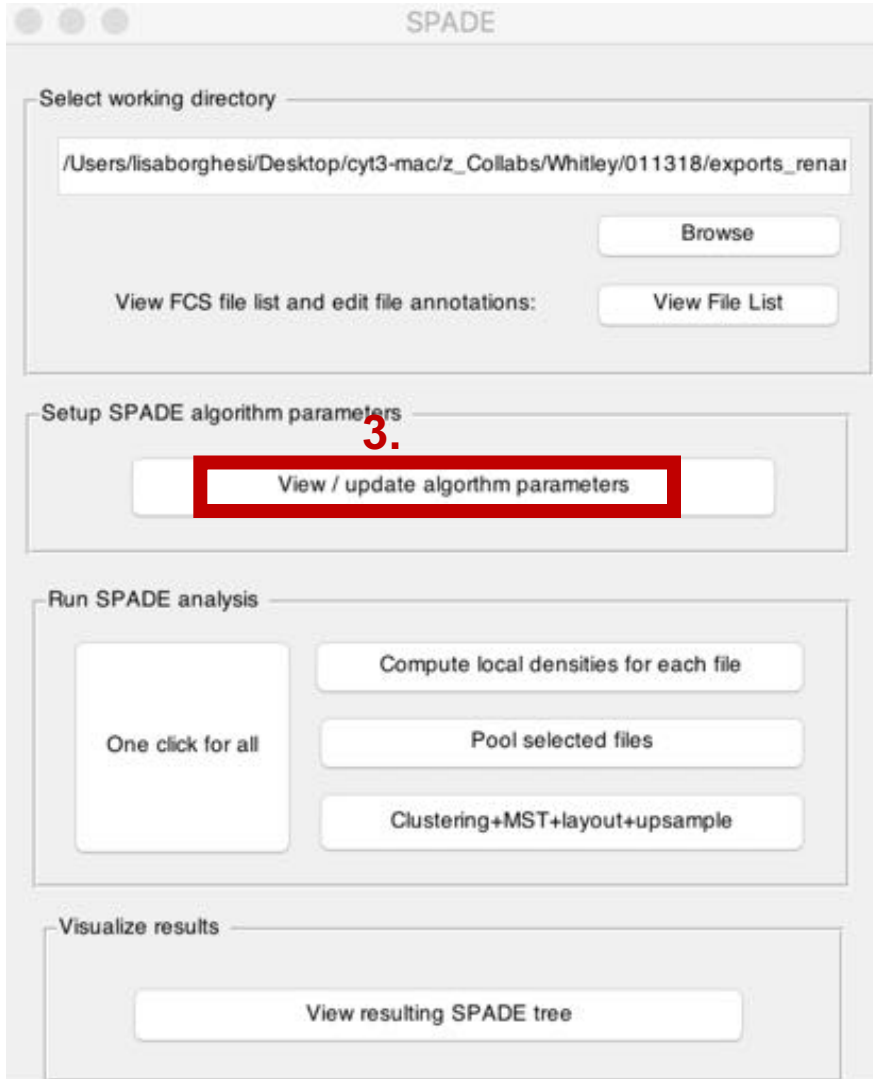 SPADE
Select working directory
/Users/lisaborghesi/Desktop/cyt3-mac/z_Collabs/Whitley/011318/exports_renar
Browse
View FCS file list and edit file annotations:
View File List
Setup SPADE algorithm parameters
3.
View / update algorthm parameters
Run SPADE analysis
One click for all
Compute local densities for each file
Pool selected files
Clustering+MST+layout+upsample
Visualize results
View resulting SPADE tree